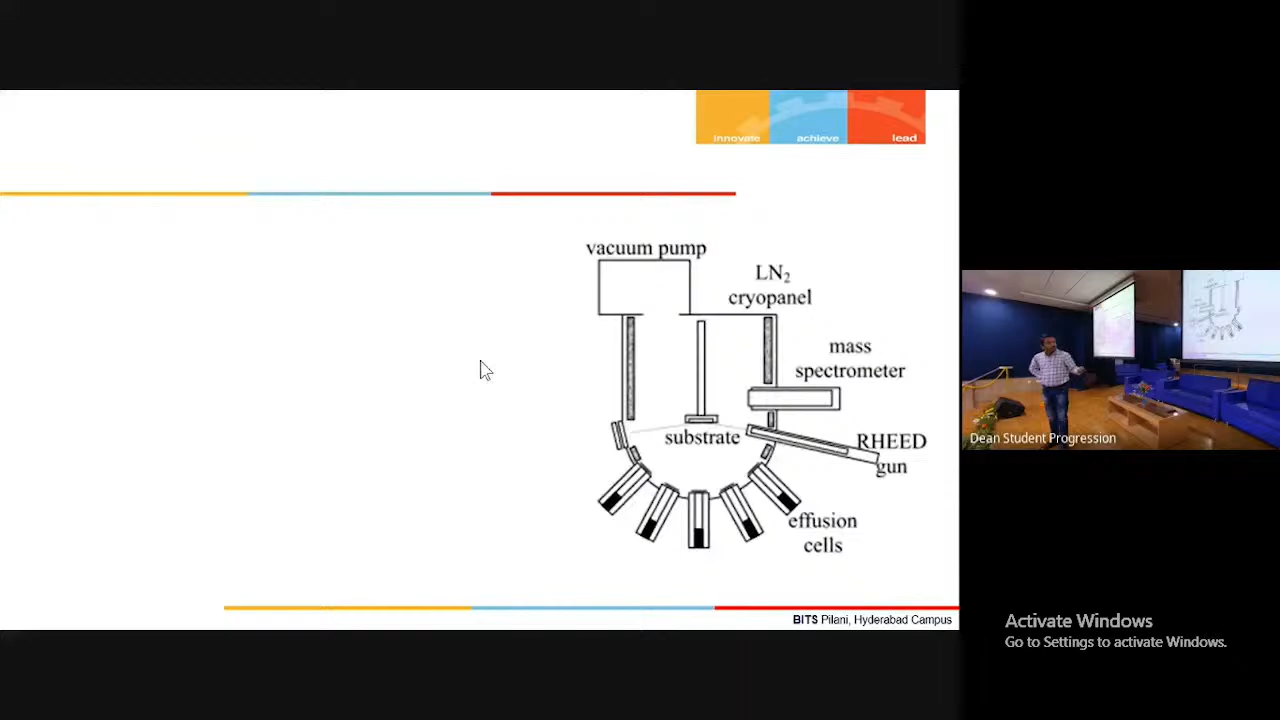 innovate achieve lead
vacuum pump
LN₂
cryopanel
mass
spectrometer
substrate
RHEED
gun
effusion
cells
BITS Pilani, Hyderabad Campus
Dean Student Progression
Activate Windows
Go to Settings to activate Windows.